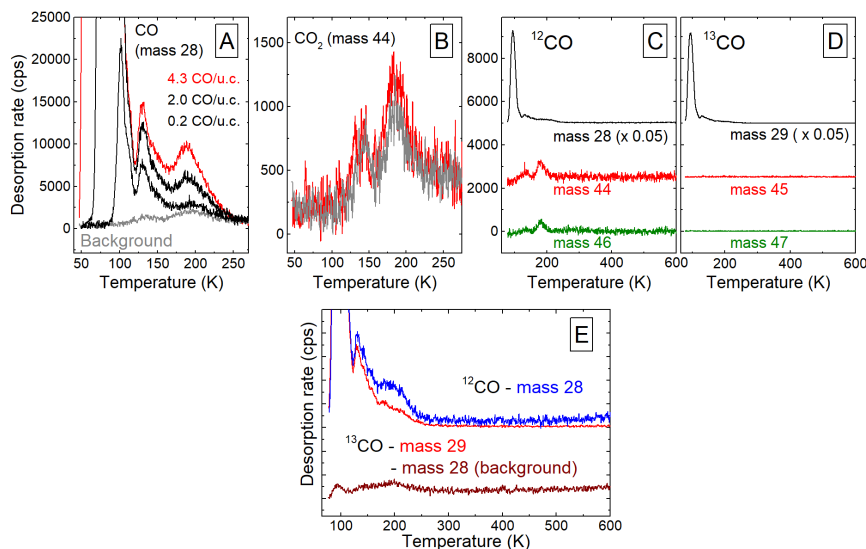 A
CO
(mass 28)
4.3 CO/u.c.
2.0 CO/u.c.
0.2 CO/u.c.
Background
Desorption rate (cps)
25000
20000
15000
10000
5000
0
50 100 150 200 250
Temperature (K)
B
CO₂ (mass 44)
1500
1000
500
0
50 100 150 200 250
Temperature (K)
C
¹²CO
mass 28 (x 0.05)
mass 44
mass 46
8000
6000
4000
2000
0
200 400 600
Temperature (K)
D
¹³CO
mass 29 ( x 0.05)
mass 45
mass 47
200 400 600
Temperature (K)
E
¹²CO - mass 28
¹³CO - mass 29
- mass 28 (background)
Desorption rate (cps)
100 200 300 400 500 600
Temperature (K)